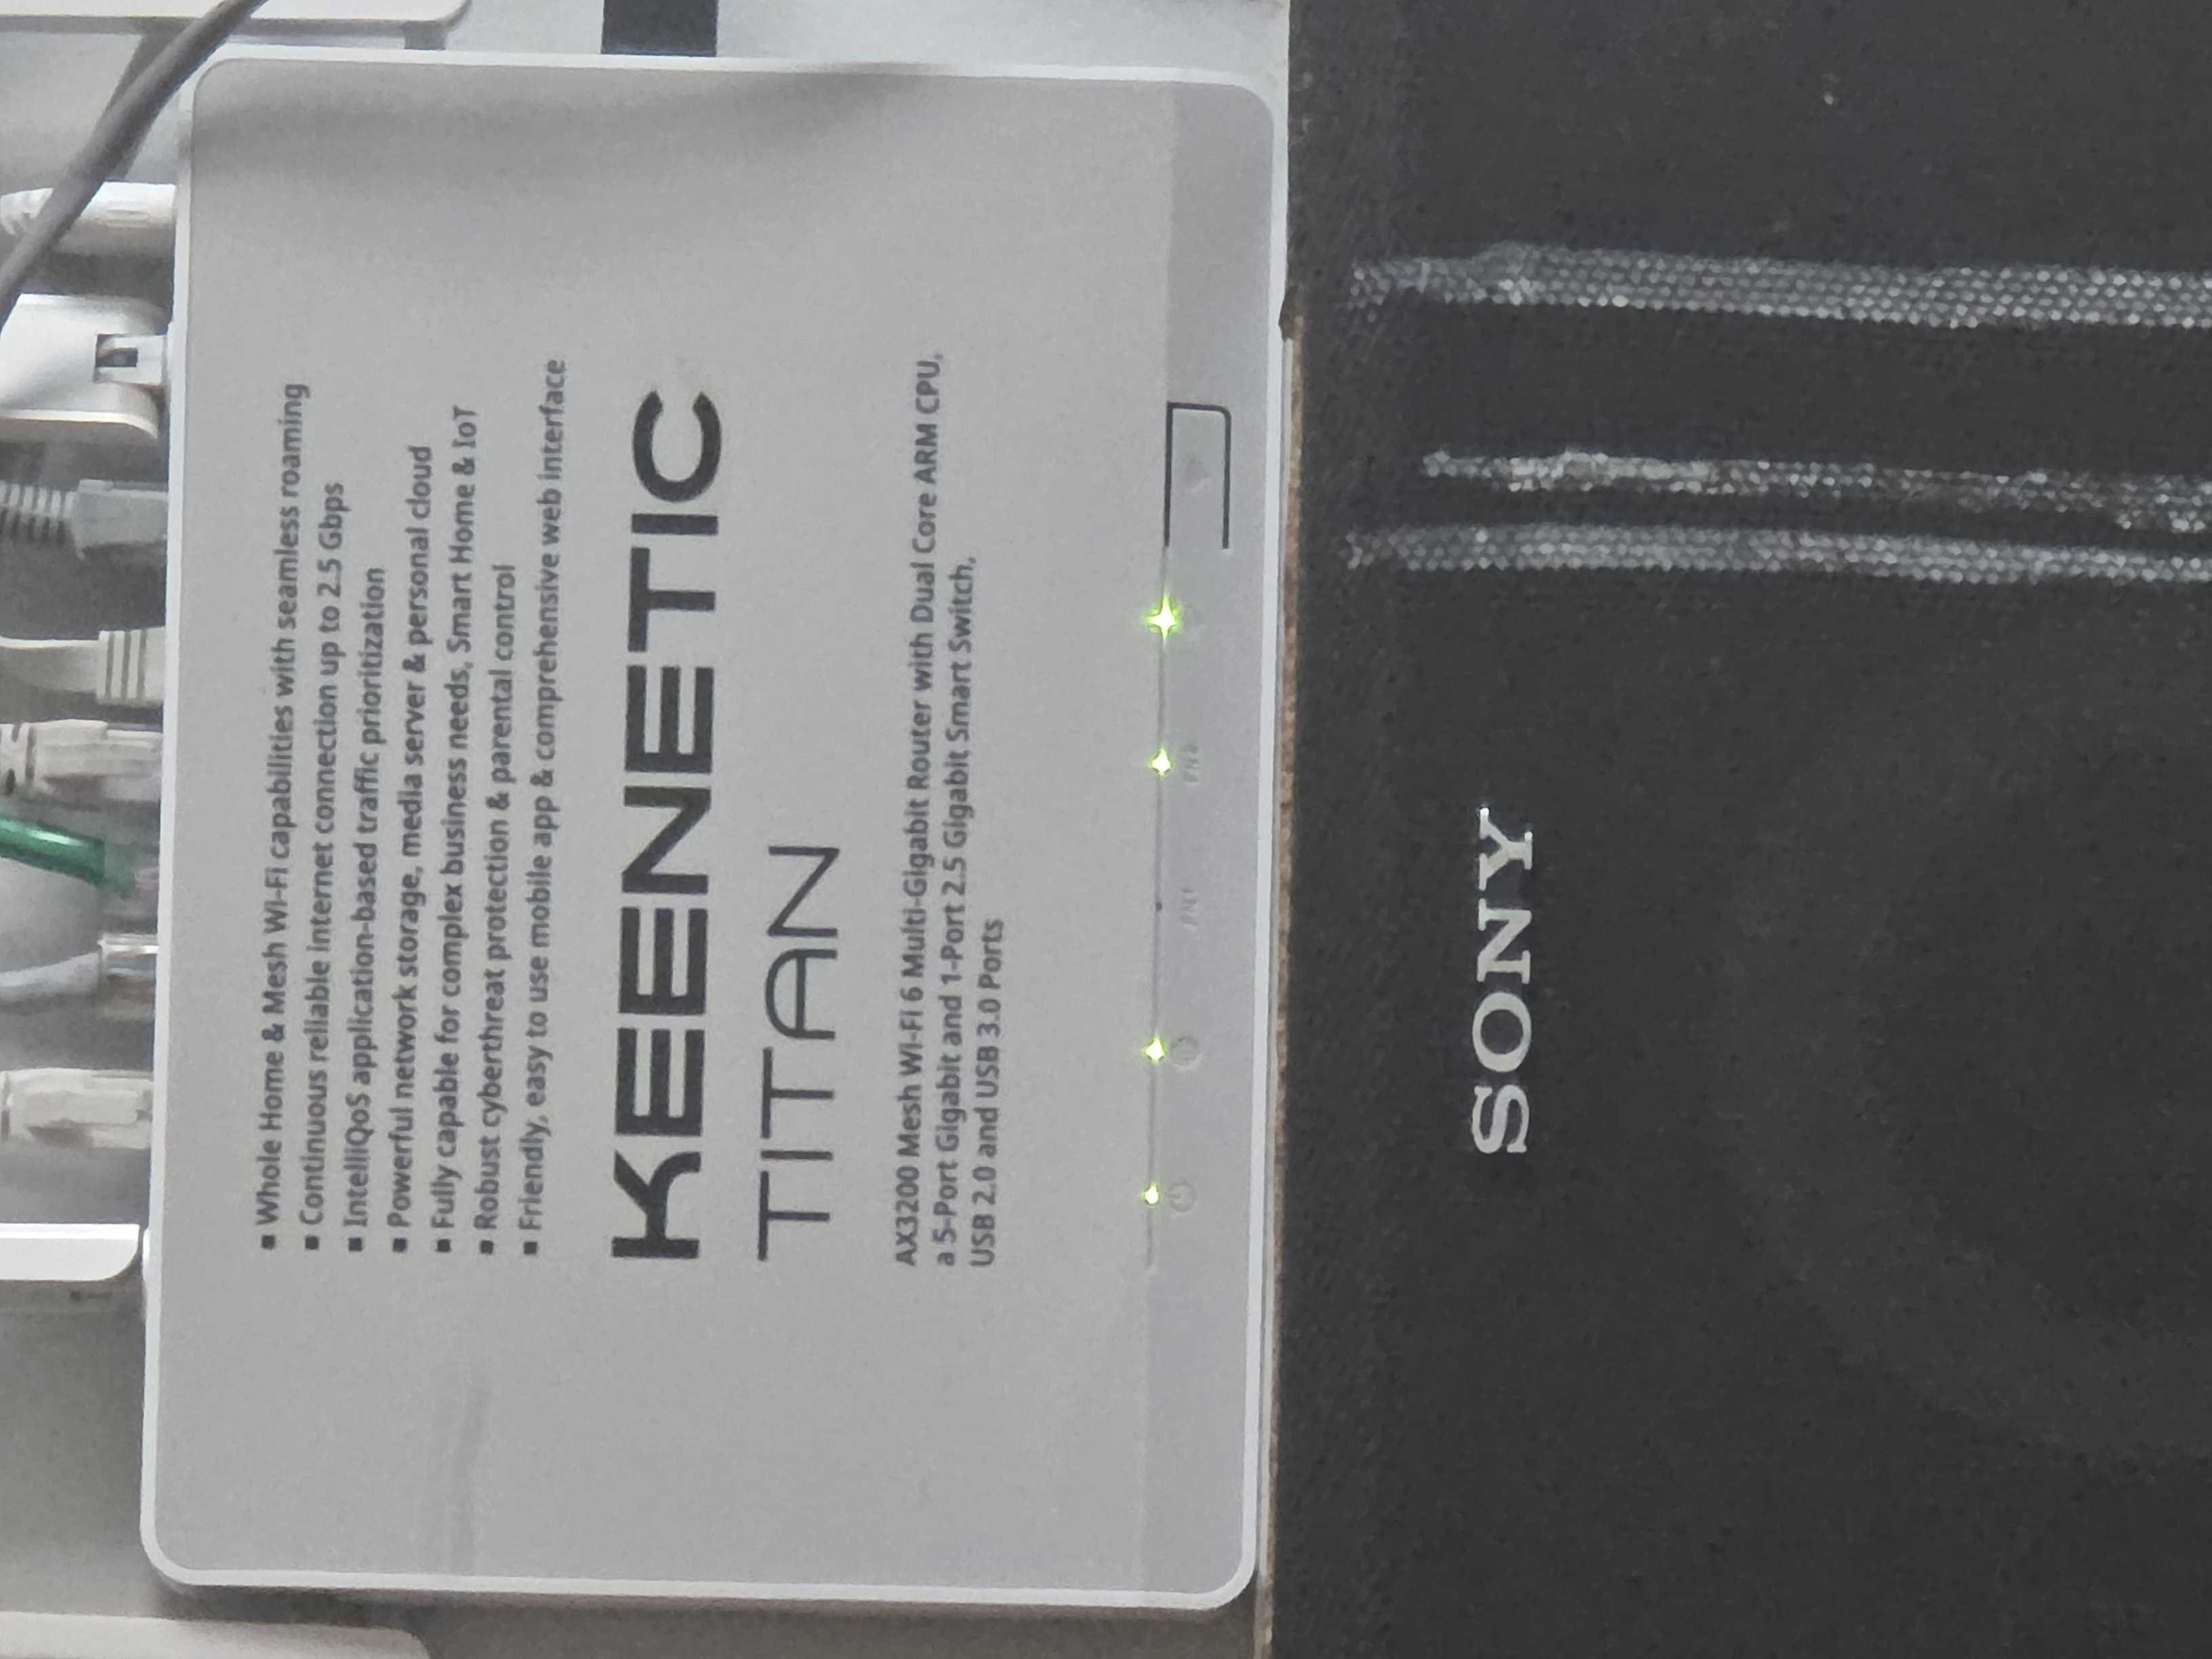 ■ Whole Home & Mesh Wi-Fi capabilities with seamless roaming
■ Continuous reliable Internet connection up to 2.5 Gbps
■ IntelliQoS application-based traffic prioritization
■ Powerful network storage, media server & personal cloud
■ Fully capable for complex business needs, Smart Home & IoT
■ Robust cyberthreat protection & parental control
■ Friendly, easy to use mobile app & comprehensive web interface
KEENETIC
TITAN
AX3200 Mesh Wi-Fi 6 Multi-Gigabit Router with Dual Core ARM CPU,
a 5-Port Gigabit and 1-Port 2.5 Gigabit Smart Switch,
USB 2.0 and USB 3.0 Ports
FN1 FN2
SONY